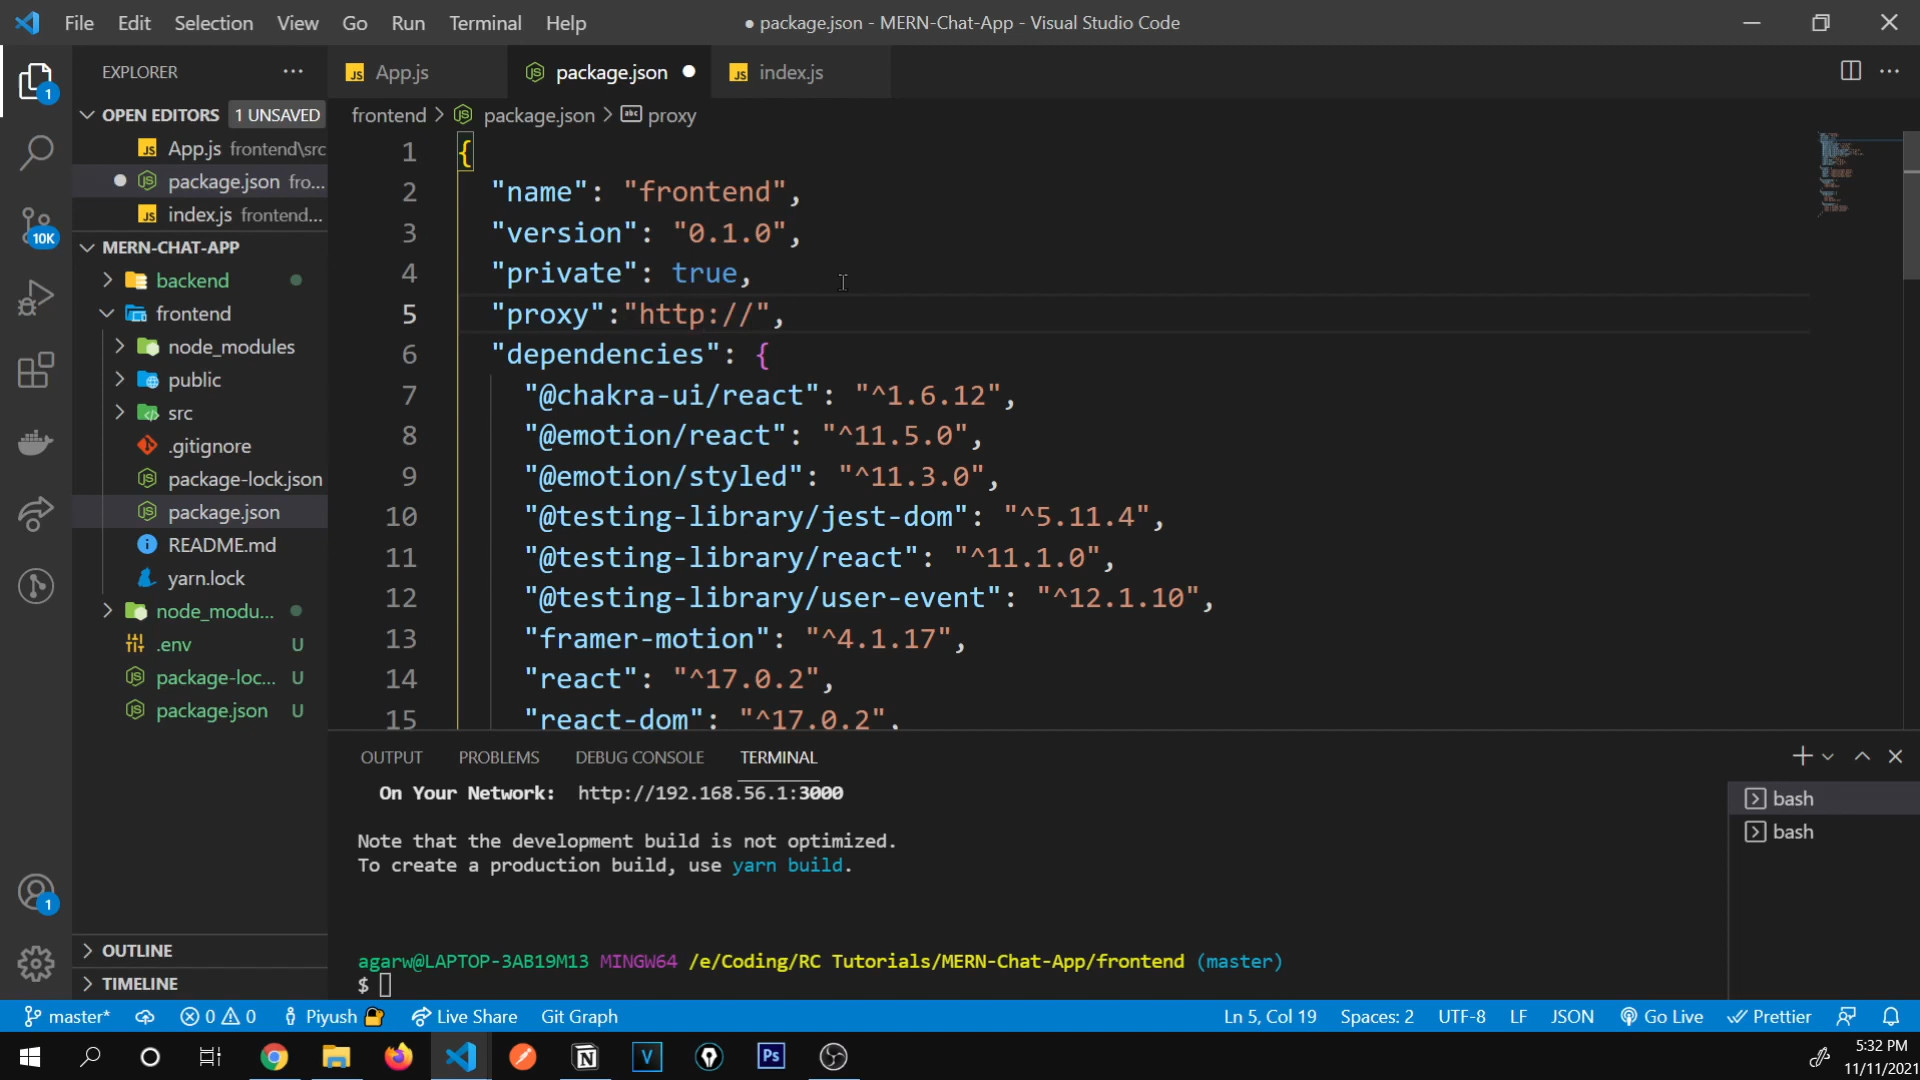 File Edit Selection View Go Run Terminal Help
● package.json - MERN-Chat-App - Visual Studio Code
EXPLORER
App.js
package.json
index.js
OPEN EDITORS 1 UNSAVED
App.js frontend\src
package.json fro...
index.js frontend...
MERN-CHAT-APP
backend
frontend
node_modules
public
src
.gitignore
package-lock.json
package.json
README.md
yarn.lock
node_modu...
.env U
package-loc... U
package.json U
OUTLINE
TIMELINE
1
10K
1
frontend > package.json > abc proxy
1 {
2 "name": "frontend",
3 "version": "0.1.0",
4 "private": true,
5 "proxy":"http://",
6 "dependencies": {
7 "@chakra-ui/react": "^1.6.12",
8 "@emotion/react": "^11.5.0",
9 "@emotion/styled": "^11.3.0",
10 "@testing-library/jest-dom": "^5.11.4",
11 "@testing-library/react": "^11.1.0",
12 "@testing-library/user-event": "^12.1.10",
13 "framer-motion": "^4.1.17",
14 "react": "^17.0.2",
15 "react-dom": "^17.0.2",
OUTPUT PROBLEMS DEBUG CONSOLE TERMINAL
On Your Network: http://192.168.56.1:3000
Note that the development build is not optimized.
To create a production build, use yarn build.
agarw@LAPTOP-3AB19M13 MINGW64 /e/Coding/RC Tutorials/MERN-Chat-App/frontend (master)
$
bash
bash
master* 0 0 Piyush Live Share Git Graph
Ln 5, Col 19 Spaces: 2 UTF-8 LF JSON Go Live Prettier
5:32 PM
11/11/2021